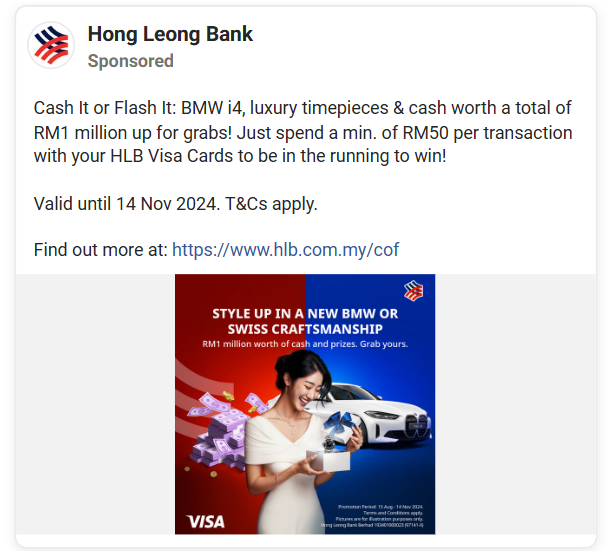 Hong Leong Bank
Sponsored
Cash It or Flash It: BMW i4, luxury timepieces & cash worth a total of
RM1 million up for grabs! Just spend a min. of RM50 per transaction
with your HLB Visa Cards to be in the running to win!
Valid until 14 Nov 2024. T&Cs apply.
Find out more at: https://www.hlb.com.my/cof
STYLE UP IN A NEW BMW OR
SWISS CRAFTSMANSHIP
RM1 million worth of cash and prizes. Grab yours.
VISA
Promotion Period: 15 Aug - 14 Nov 2024.
Terms and Conditions apply.
Pictures are for illustration purposes only.
Hong Leong Bank Berhad 193401000023 (97141-X)